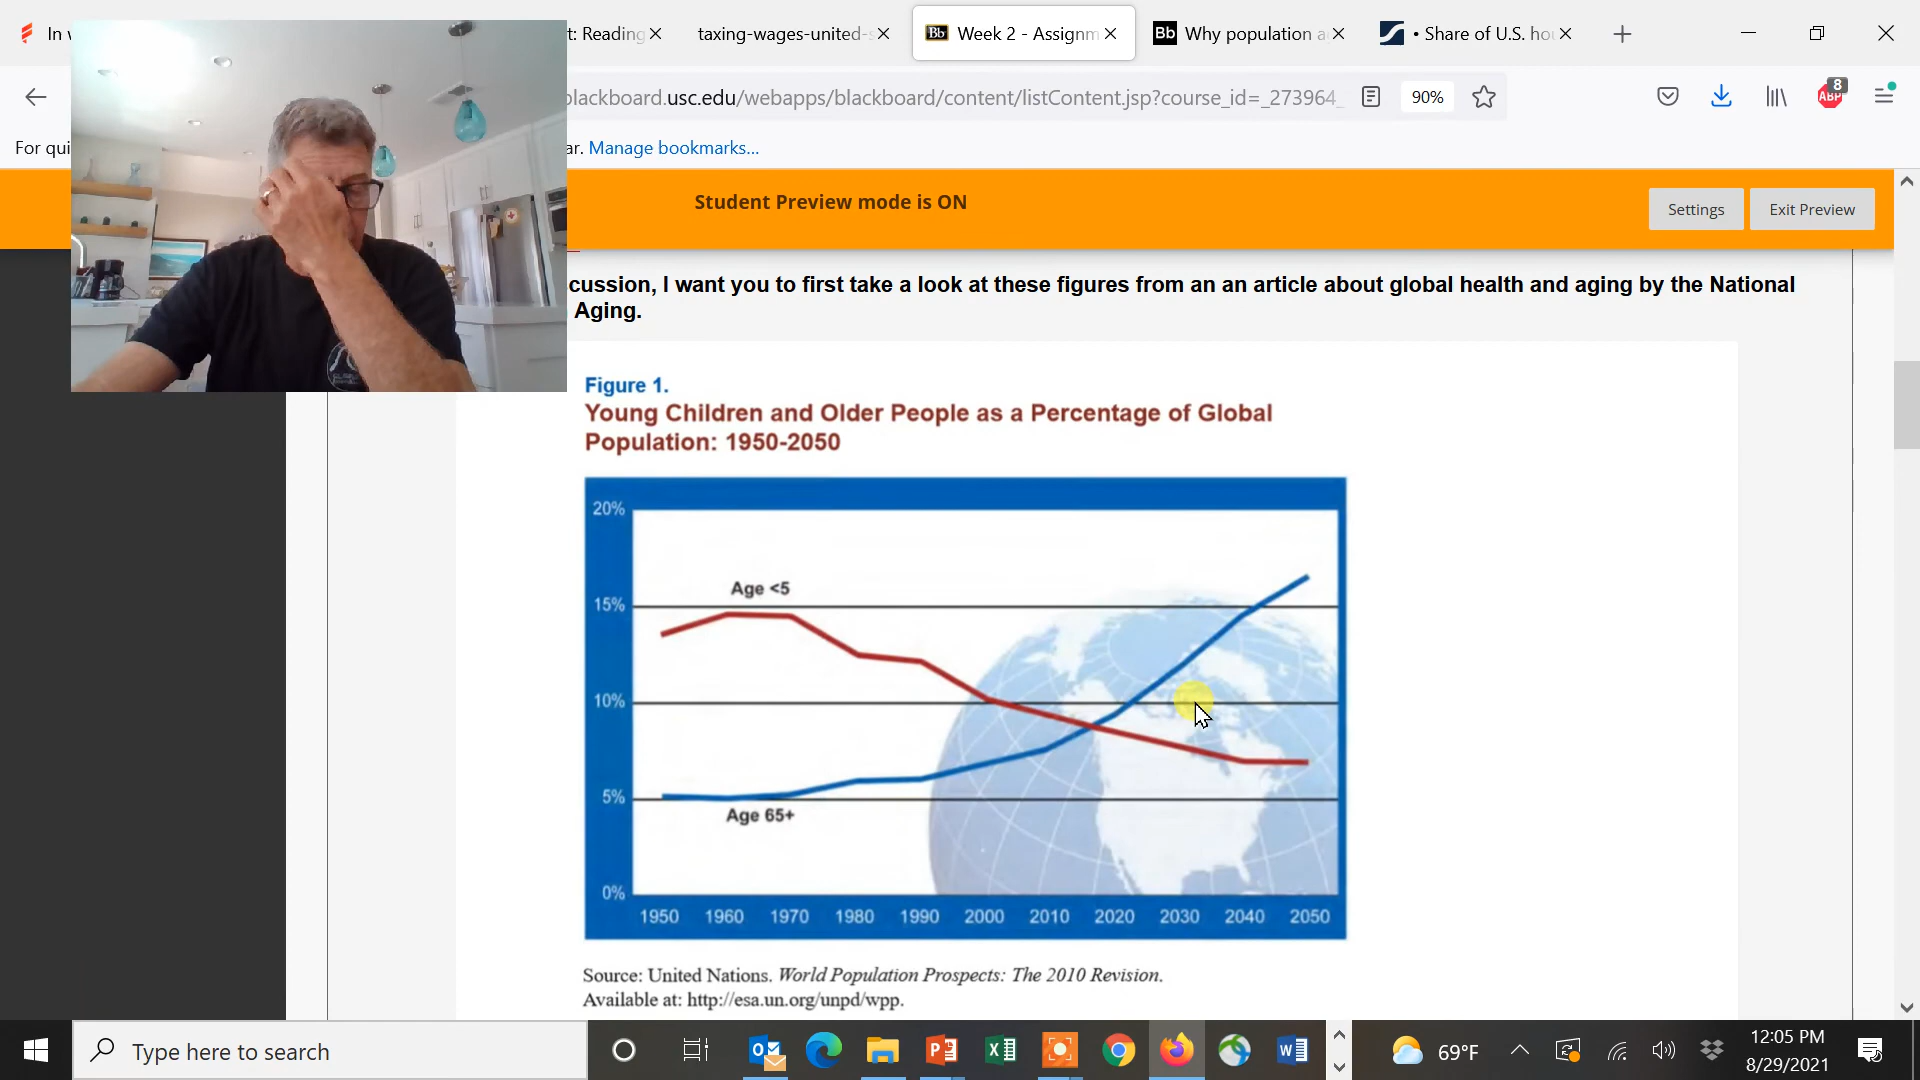 In w
t: Reading
taxing-wages-united-s
Bb
Week 2 - Assignm
Bb
Why population a
• Share of U.S. hou
blackboard.usc.edu/webapps/blackboard/content/listContent.jsp?course_id=_273964_
90%
ABP
8
For qui
ar. Manage bookmarks...
Student Preview mode is ON
Settings
Exit Preview
cussion, I want you to first take a look at these figures from an an article about global health and aging by the National
Aging.
Figure 1.
Young Children and Older People as a Percentage of Global
Population: 1950-2050
20%
15%
10%
5%
0%
Age <5
Age 65+
1950 1960 1970 1980 1990 2000 2010 2020 2030 2040 2050
Source: United Nations. World Population Prospects: The 2010 Revision.
Available at: http://esa.un.org/unpd/wpp.
Type here to search
69°F
12:05 PM
8/29/2021